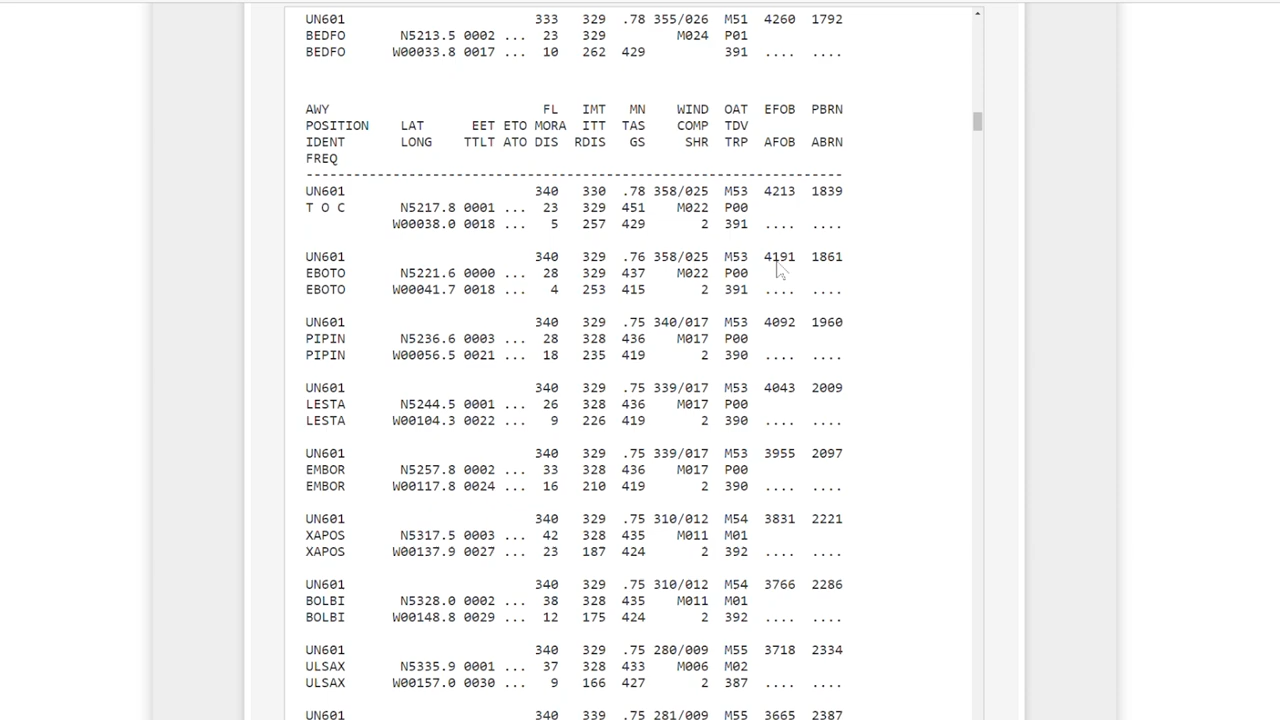 UN601 333 329 .78 355/026 M51 4260 1792
BEDFO N5213.5 0002 ... 23 329 M024 P01
BEDFO W00033.8 0017 ... 10 262 429 391 .... ....
AWY FL IMT MN WIND OAT EFOB PBRN
POSITION LAT EET ETO MORA ITT TAS COMP TDV
IDENT LONG TTLT ATO DIS RDIS GS SHR TRP AFOB ABRN
FREQ
--------------------------------------------------------------------
UN601 340 330 .78 358/025 M53 4213 1839
T O C N5217.8 0001 ... 23 329 451 M022 P00
W00038.0 0018 ... 5 257 429 2 391 .... ....
UN601 340 329 .76 358/025 M53 4191 1861
EBOTO N5221.6 0000 ... 28 329 437 M022 P00
EBOTO W00041.7 0018 ... 4 253 415 2 391 .... ....
UN601 340 329 .75 340/017 M53 4092 1960
PIPIN N5236.6 0003 ... 28 328 436 M017 P00
PIPIN W00056.5 0021 ... 18 235 419 2 390 .... ....
UN601 340 329 .75 339/017 M53 4043 2009
LESTA N5244.5 0001 ... 26 328 436 M017 P00
LESTA W00104.3 0022 ... 9 226 419 2 390 .... ....
UN601 340 329 .75 339/017 M53 3955 2097
EMBOR N5257.8 0002 ... 33 328 436 M017 P00
EMBOR W00117.8 0024 ... 16 210 419 2 390 .... ....
UN601 340 329 .75 310/012 M54 3831 2221
XAPOS N5317.5 0003 ... 42 328 435 M011 M01
XAPOS W00137.9 0027 ... 23 187 424 2 392 .... ....
UN601 340 329 .75 310/012 M54 3766 2286
BOLBI N5328.0 0002 ... 38 328 435 M011 M01
BOLBI W00148.8 0029 ... 12 175 424 2 392 .... ....
UN601 340 329 .75 280/009 M55 3718 2334
ULSAX N5335.9 0001 ... 37 328 433 M006 M02
ULSAX W00157.0 0030 ... 9 166 427 2 387 .... ....
UN601 340 339 .75 281/009 M55 3665 2387